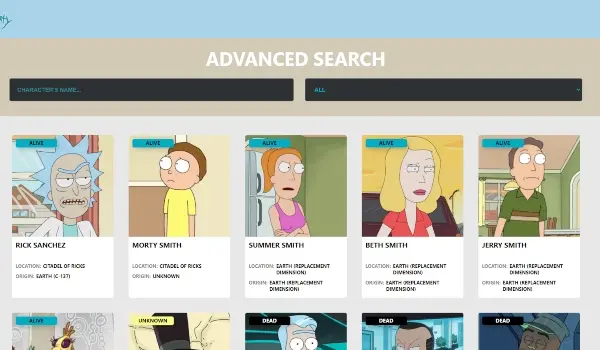 ADVANCED SEARCH
CHARACTER'S NAME...
ALL
ALIVE
ALIVE
ALIVE
ALIVE
ALIVE
RICK SANCHEZ
LOCATION: CITADEL OF RICKS
ORIGIN: EARTH (C-137)
MORTY SMITH
LOCATION: CITADEL OF RICKS
ORIGIN: UNKNOWN
SUMMER SMITH
LOCATION: EARTH (REPLACEMENT
DIMENSION)
ORIGIN: EARTH (REPLACEMENT
DIMENSION)
BETH SMITH
LOCATION: EARTH (REPLACEMENT
DIMENSION)
ORIGIN: EARTH (REPLACEMENT
DIMENSION)
JERRY SMITH
LOCATION: EARTH (REPLACEMENT
DIMENSION)
ORIGIN: EARTH (REPLACEMENT
DIMENSION)
ALIVE
UNKNOWN
DEAD
DEAD
DEAD